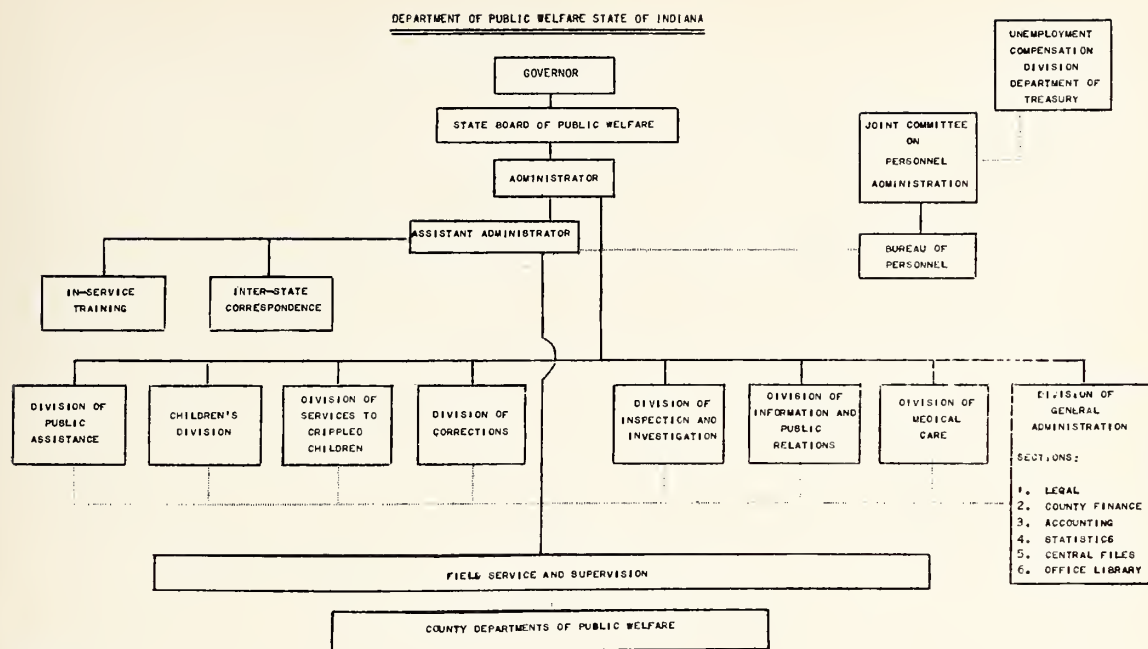 DEPARTMENT OF PUBLIC WELFARE STATE OF INDIANA
UNEMPLOYMENT
COMPENSATION
DIVISION
DEPARTMENT OF
TREASURY
GOVERNOR
STATE BOARD OF PUBLIC WELFARE
JOINT COMMITTEE
ON
PERSONNEL
ADMINISTRATION
ADMINISTRATOR
ASSISTANT ADMINISTRATOR
BUREAU OF
PERSONNEL
IN-SERVICE
TRAINING
INTER-STATE
CORRESPONDENCE
DIVISION OF
PUBLIC
ASSISTANCE
CHILDREN'S
DIVISION
DIVISION OF
SERVICES TO
CRIPPLED
CHILDREN
DIVISION OF
CORRECTIONS
DIVISION OF
INSPECTION AND
INVESTIGATION
DIVISION OF
INFORMATION AND
PUBLIC
RELATIONS
DIVISION OF
MEDICAL
CARE
DIVISION OF
GENERAL
ADMINISTRATION
SECTIONS:
1. LEGAL
2. COUNTY FINANCE
3. ACCOUNTING
4. STATISTICS
5. CENTRAL FILES
6. OFFICE LIBRARY
FIELD SERVICE AND SUPERVISION
COUNTY DEPARTMENTS OF PUBLIC WELFARE